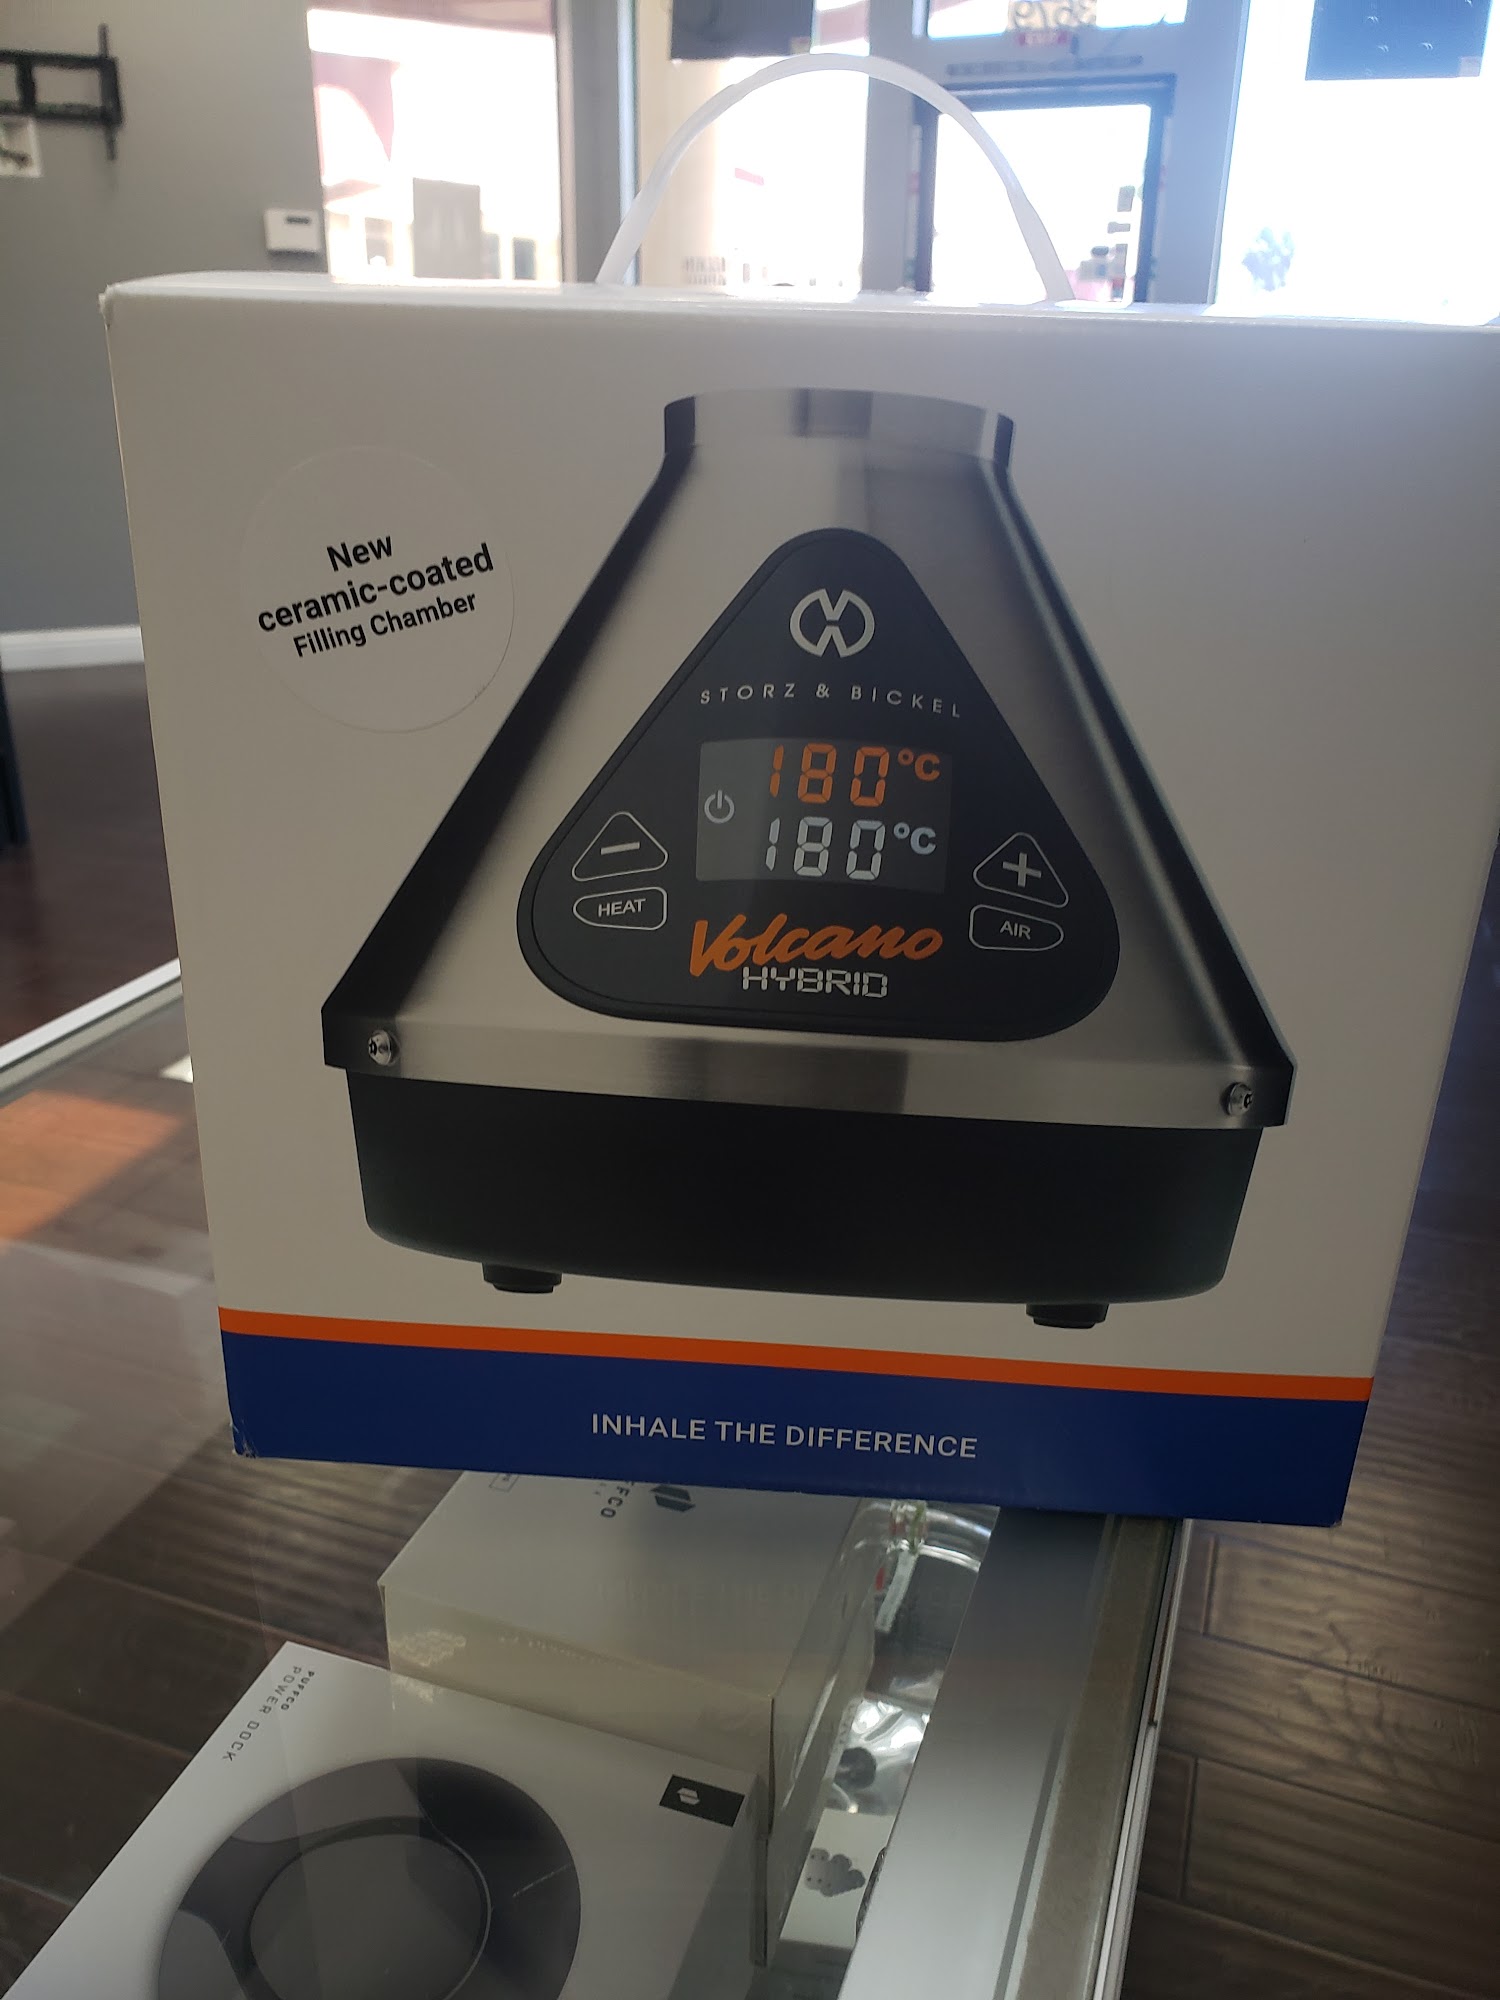 New
ceramic-coated
Filling Chamber
STORZ & BICKEL
180°C
180°C
HEAT
AIR
Volcano
HYBRID
INHALE THE DIFFERENCE
PUFFCO
POWER DOCK